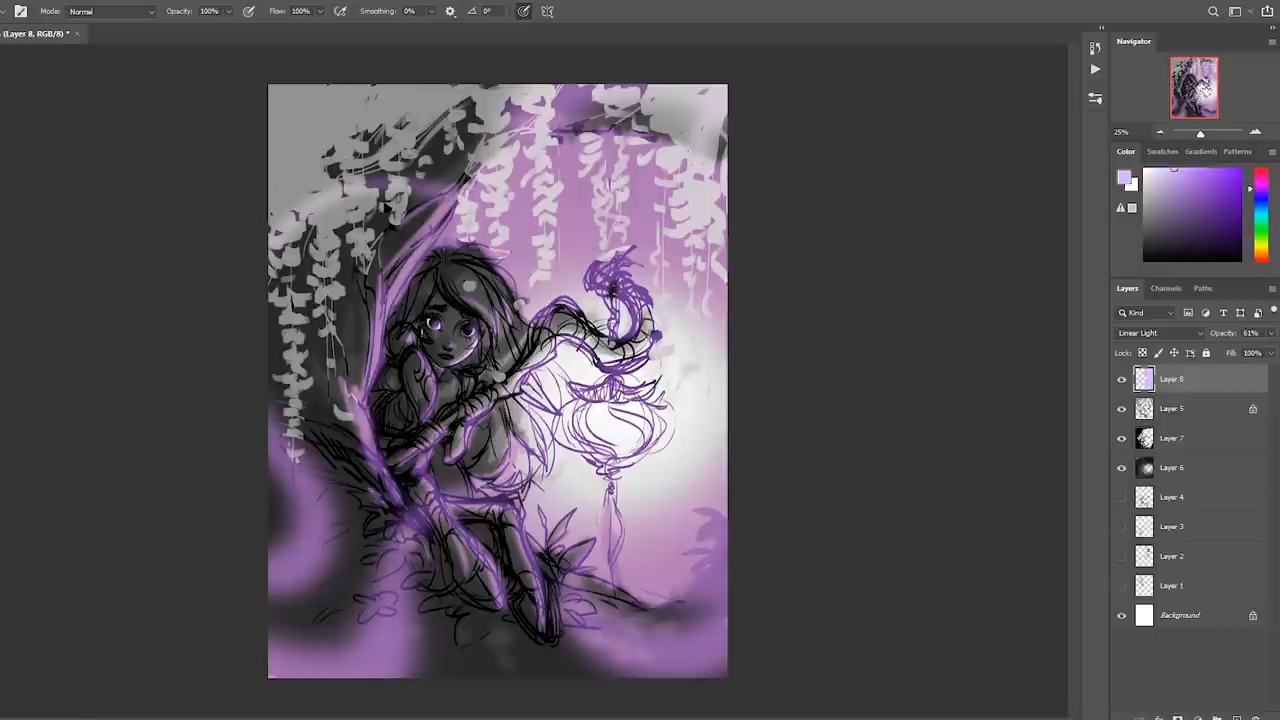 Mode: Normal Opacity: 100% Flow: 100% Smoothing: 0% 0°
(Layer 8, RGB/8) * ×
Navigator
25%
Color Swatches Gradients Patterns
Layers Channels Paths
Kind
Linear Light Opacity: 61%
Lock: Fill: 100%
Layer 8
Layer 5
Layer 7
Layer 6
Layer 4
Layer 3
Layer 2
Layer 1
Background